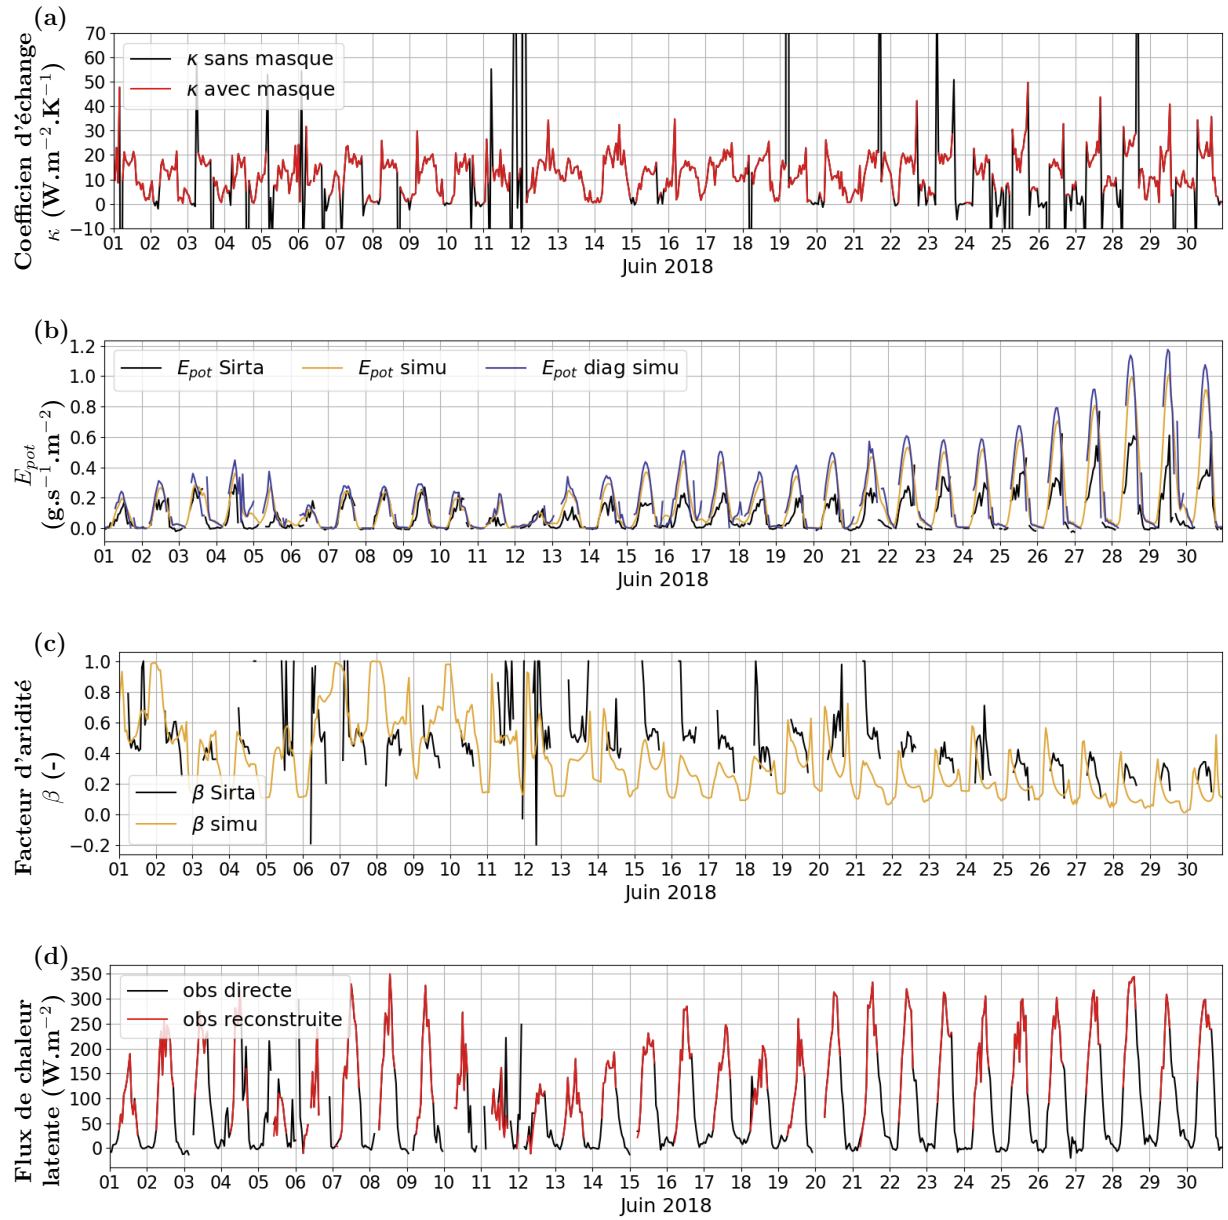 (a)
Coefficien d'échange
κ (W.m⁻².K⁻¹)
70
60
50
40
30
20
10
0
−10
κ sans masque
κ avec masque
01 02 03 04 05 06 07 08 09 10 11 12 13 14 15 16 17 18 19 20 21 22 23 24 25 26 27 28 29 30
Juin 2018
(b)
E_pot
(g.s⁻¹.m⁻²)
1.2
1.0
0.8
0.6
0.4
0.2
0.0
E_pot Sirta
E_pot simu
E_pot diag simu
01 02 03 04 05 06 07 08 09 10 11 12 13 14 15 16 17 18 19 20 21 22 23 24 25 26 27 28 29 30
Juin 2018
(c)
Facteur d'aridité
β (-)
1.0
0.8
0.6
0.4
0.2
0.0
−0.2
β Sirta
β simu
01 02 03 04 05 06 07 08 09 10 11 12 13 14 15 16 17 18 19 20 21 22 23 24 25 26 27 28 29 30
Juin 2018
(d)
Flux de chaleur
latente (W.m⁻²)
350
300
250
200
150
100
50
0
obs directe
obs reconstruite
01 02 03 04 05 06 07 08 09 10 11 12 13 14 15 16 17 18 19 20 21 22 23 24 25 26 27 28 29 30
Juin 2018